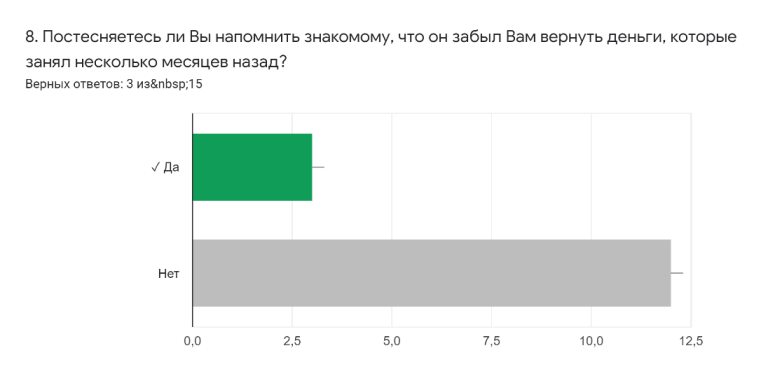 8. Постесняетесь ли Вы напомнить знакомому, что он забыл Вам вернуть деньги, которые
занял несколько месяцев назад?
Верных ответов: 3 из&nbsp;15
✓ Да
Нет
0,0 2,5 5,0 7,5 10,0 12,5